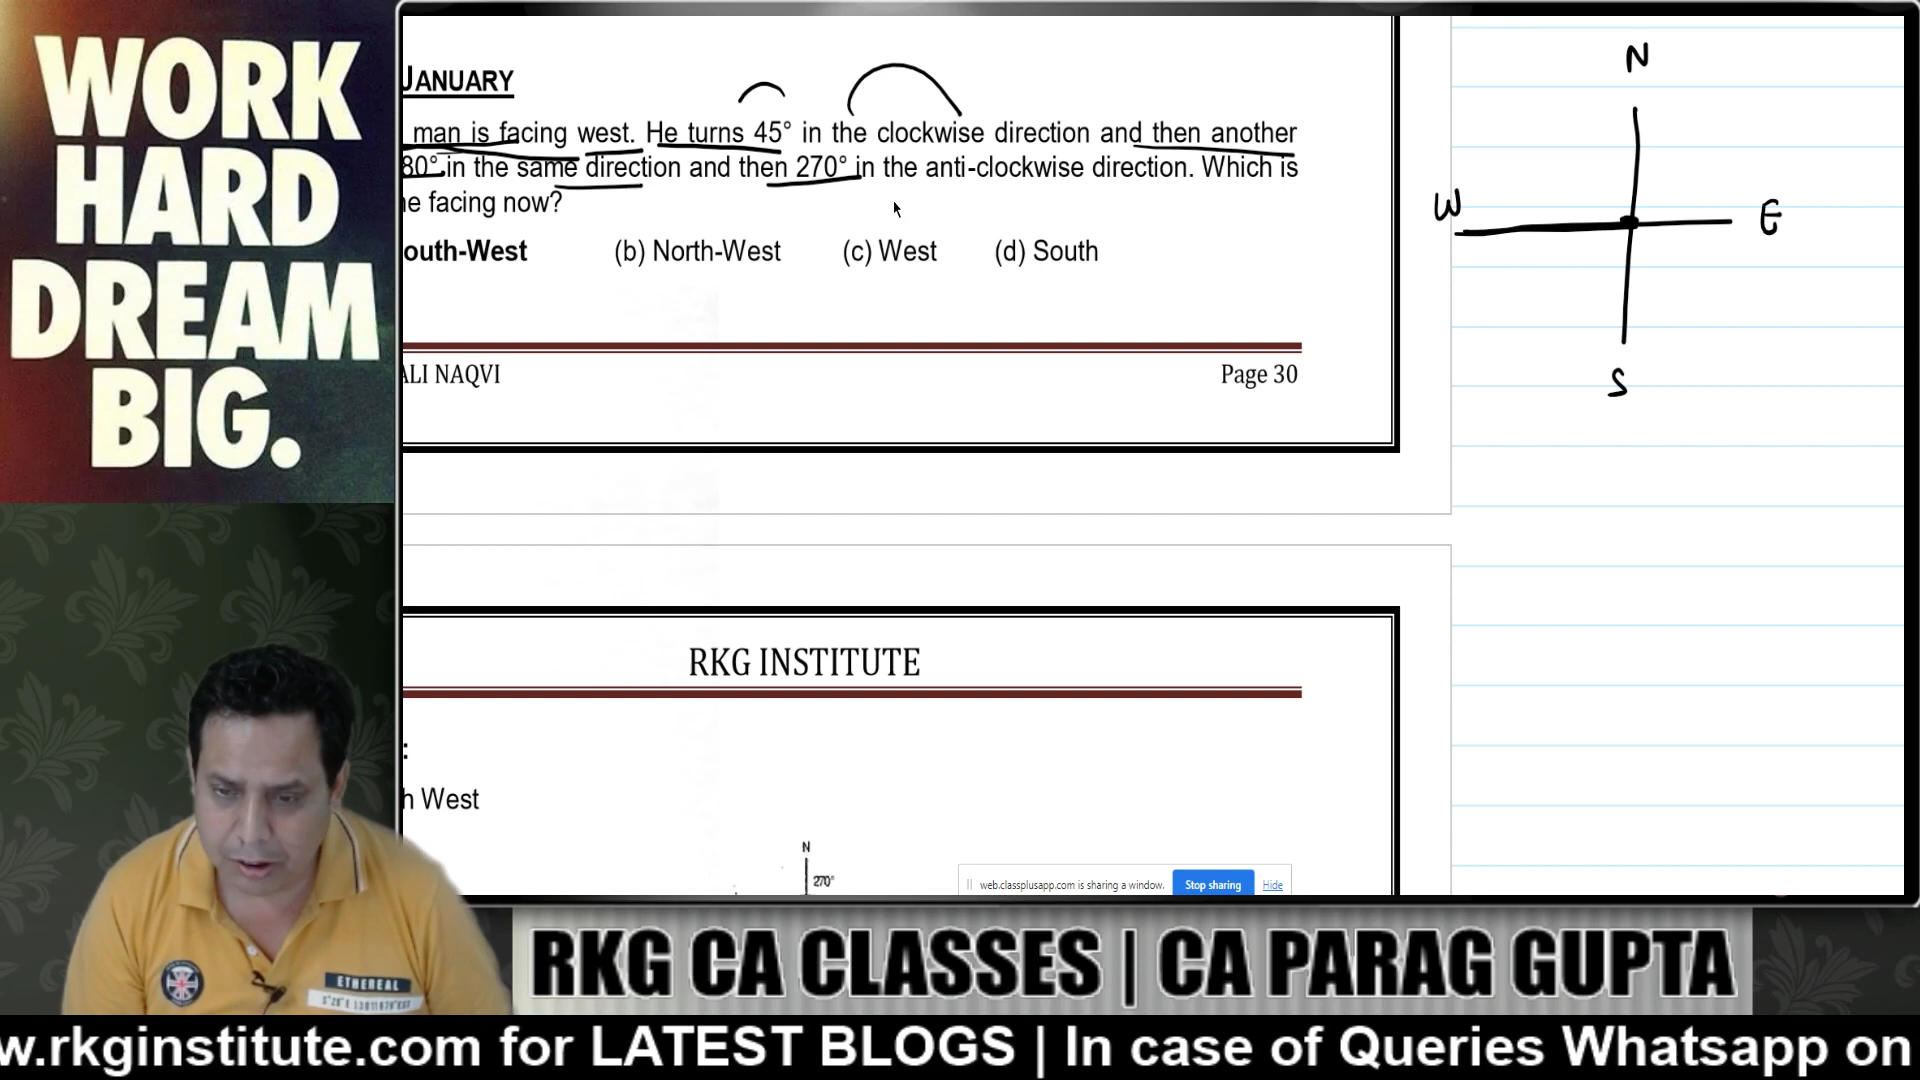 WORK
HARD
DREAM
BIG.
JANUARY
man is facing west. He turns 45° in the clockwise direction and then another
80° in the same direction and then 270° in the anti-clockwise direction. Which is
he facing now?
outh-West (b) North-West (c) West (d) South
ALI NAQVI Page 30
N
W
E
S
RKG INSTITUTE
:
h West
N
270°
web.classplusapp.com is sharing a window. Stop sharing Hide
ETHEREAL
RKG CA CLASSES | CA PARAG GUPTA
w.rkginstitute.com for LATEST BLOGS | In case of Queries Whatsapp on